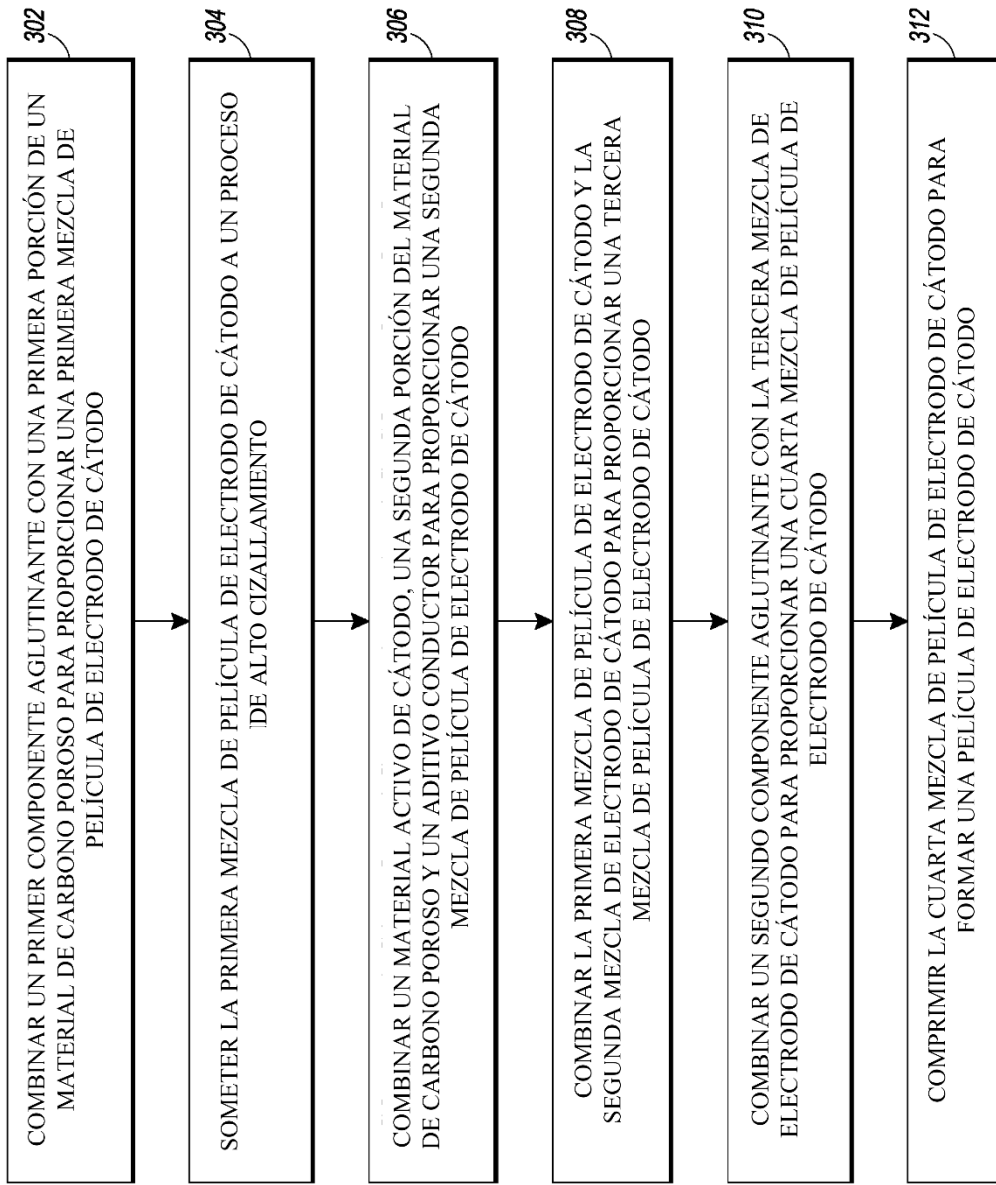 302
COMBINAR UN PRIMER COMPONENTE AGLUTINANTE CON UNA PRIMERA PORCIÓN DE UN
MATERIAL DE CARBONO POROSO PARA PROPORCIONAR UNA PRIMERA MEZCLA DE
PELÍCULA DE ELECTRODO DE CÁTODO
304
SOMETER LA PRIMERA MEZCLA DE PELÍCULA DE ELECTRODO DE CÁTODO A UN PROCESO
DE ALTO CIZALLAMIENTO
306
COMBINAR UN MATERIAL ACTIVO DE CÁTODO, UNA SEGUNDA PORCIÓN DEL MATERIAL
DE CARBONO POROSO Y UN ADITIVO CONDUCTOR PARA PROPORCIONAR UNA SEGUNDA
MEZCLA DE PELÍCULA DE ELECTRODO DE CÁTODO
308
COMBINAR LA PRIMERA MEZCLA DE PELÍCULA DE ELECTRODO DE CÁTODO Y LA
SEGUNDA MEZCLA DE ELECTRODO DE CÁTODO PARA PROPORCIONAR UNA TERCERA
MEZCLA DE PELÍCULA DE ELECTRODO DE CÁTODO
310
COMBINAR UN SEGUNDO COMPONENTE AGLUTINANTE CON LA TERCERA MEZCLA DE
ELECTRODO DE CÁTODO PARA PROPORCIONAR UNA CUARTA MEZCLA DE PELÍCULA DE
ELECTRODO DE CÁTODO
312
COMPRIMIR LA CUARTA MEZCLA DE PELÍCULA DE ELECTRODO DE CÁTODO PARA
FORMAR UNA PELÍCULA DE ELECTRODO DE CÁTODO